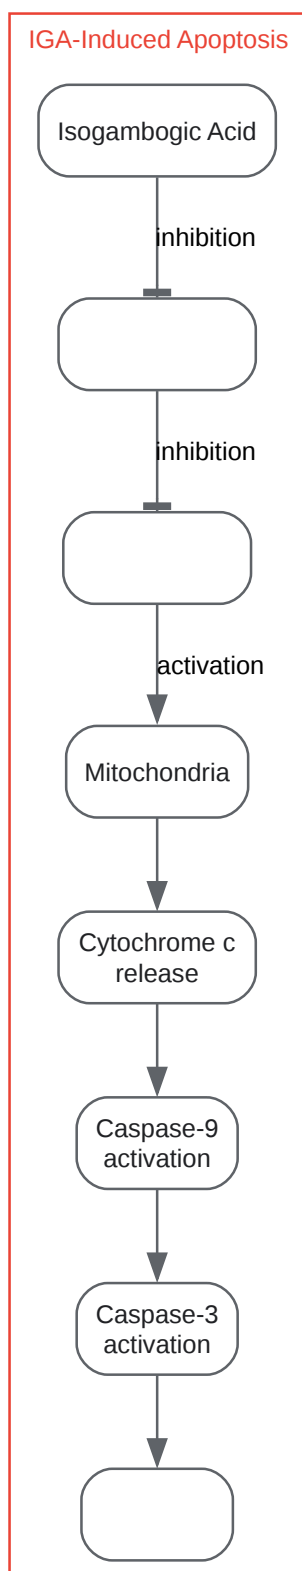 IGA-Induced Apoptosis
Isogambogic Acid
inhibition
inhibition
activation
Mitochondria
Cytochrome c
release
Caspase-9
activation
Caspase-3
activation